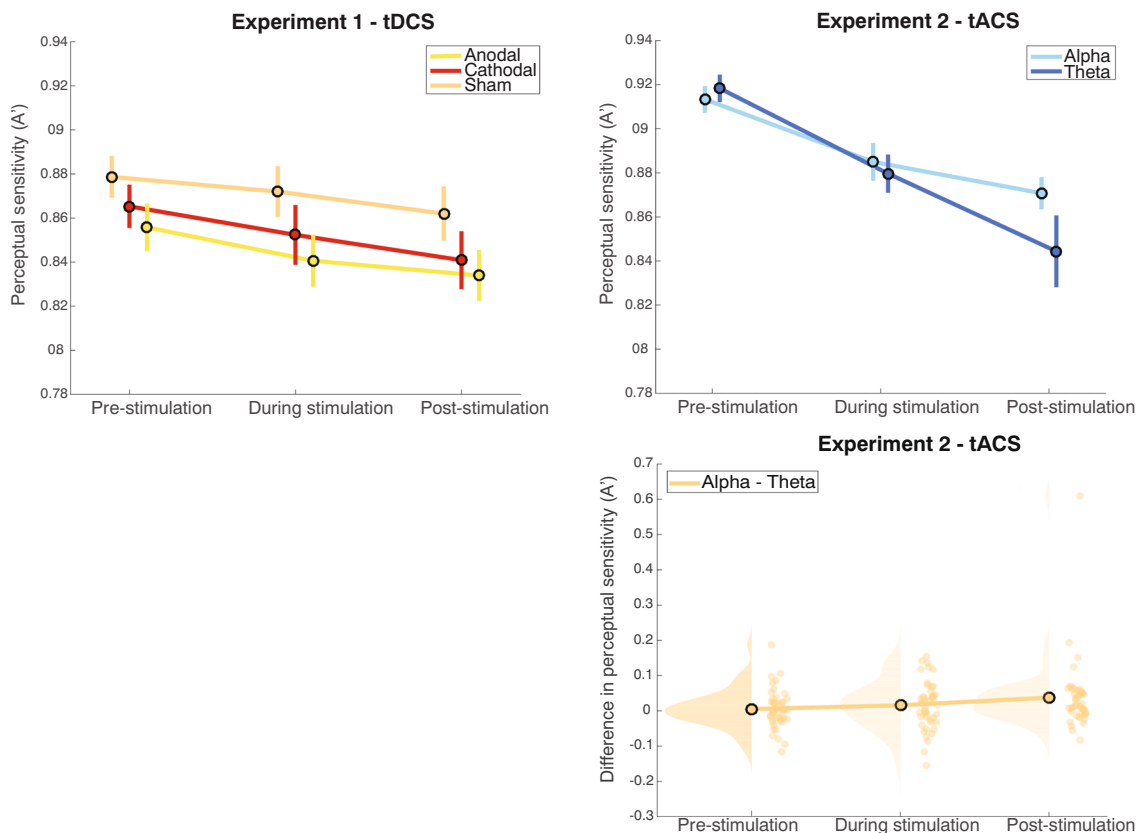 Experiment 1 - tDCS
0.94
0.92
09
0.88
0.86
0.84
0.82
08
0.78
Perceptual sensitivity (A')
Anodal
Cathodal
Sham
Pre-stimulation
During stimulation
Post-stimulation
Experiment 2 - tACS
0.94
0.92
09
0.88
0.86
0.84
0.82
08
0.78
Perceptual sensitivity (A')
Alpha
Theta
Pre-stimulation
During stimulation
Post-stimulation
Experiment 2 - tACS
0.7
0.6
0.5
0.4
0.3
0.2
0.1
0
-0.1
-0.2
-0.3
Difference in perceptual sensitivity (A')
Alpha - Theta
Pre-stimulation
During stimulation
Post-stimulation